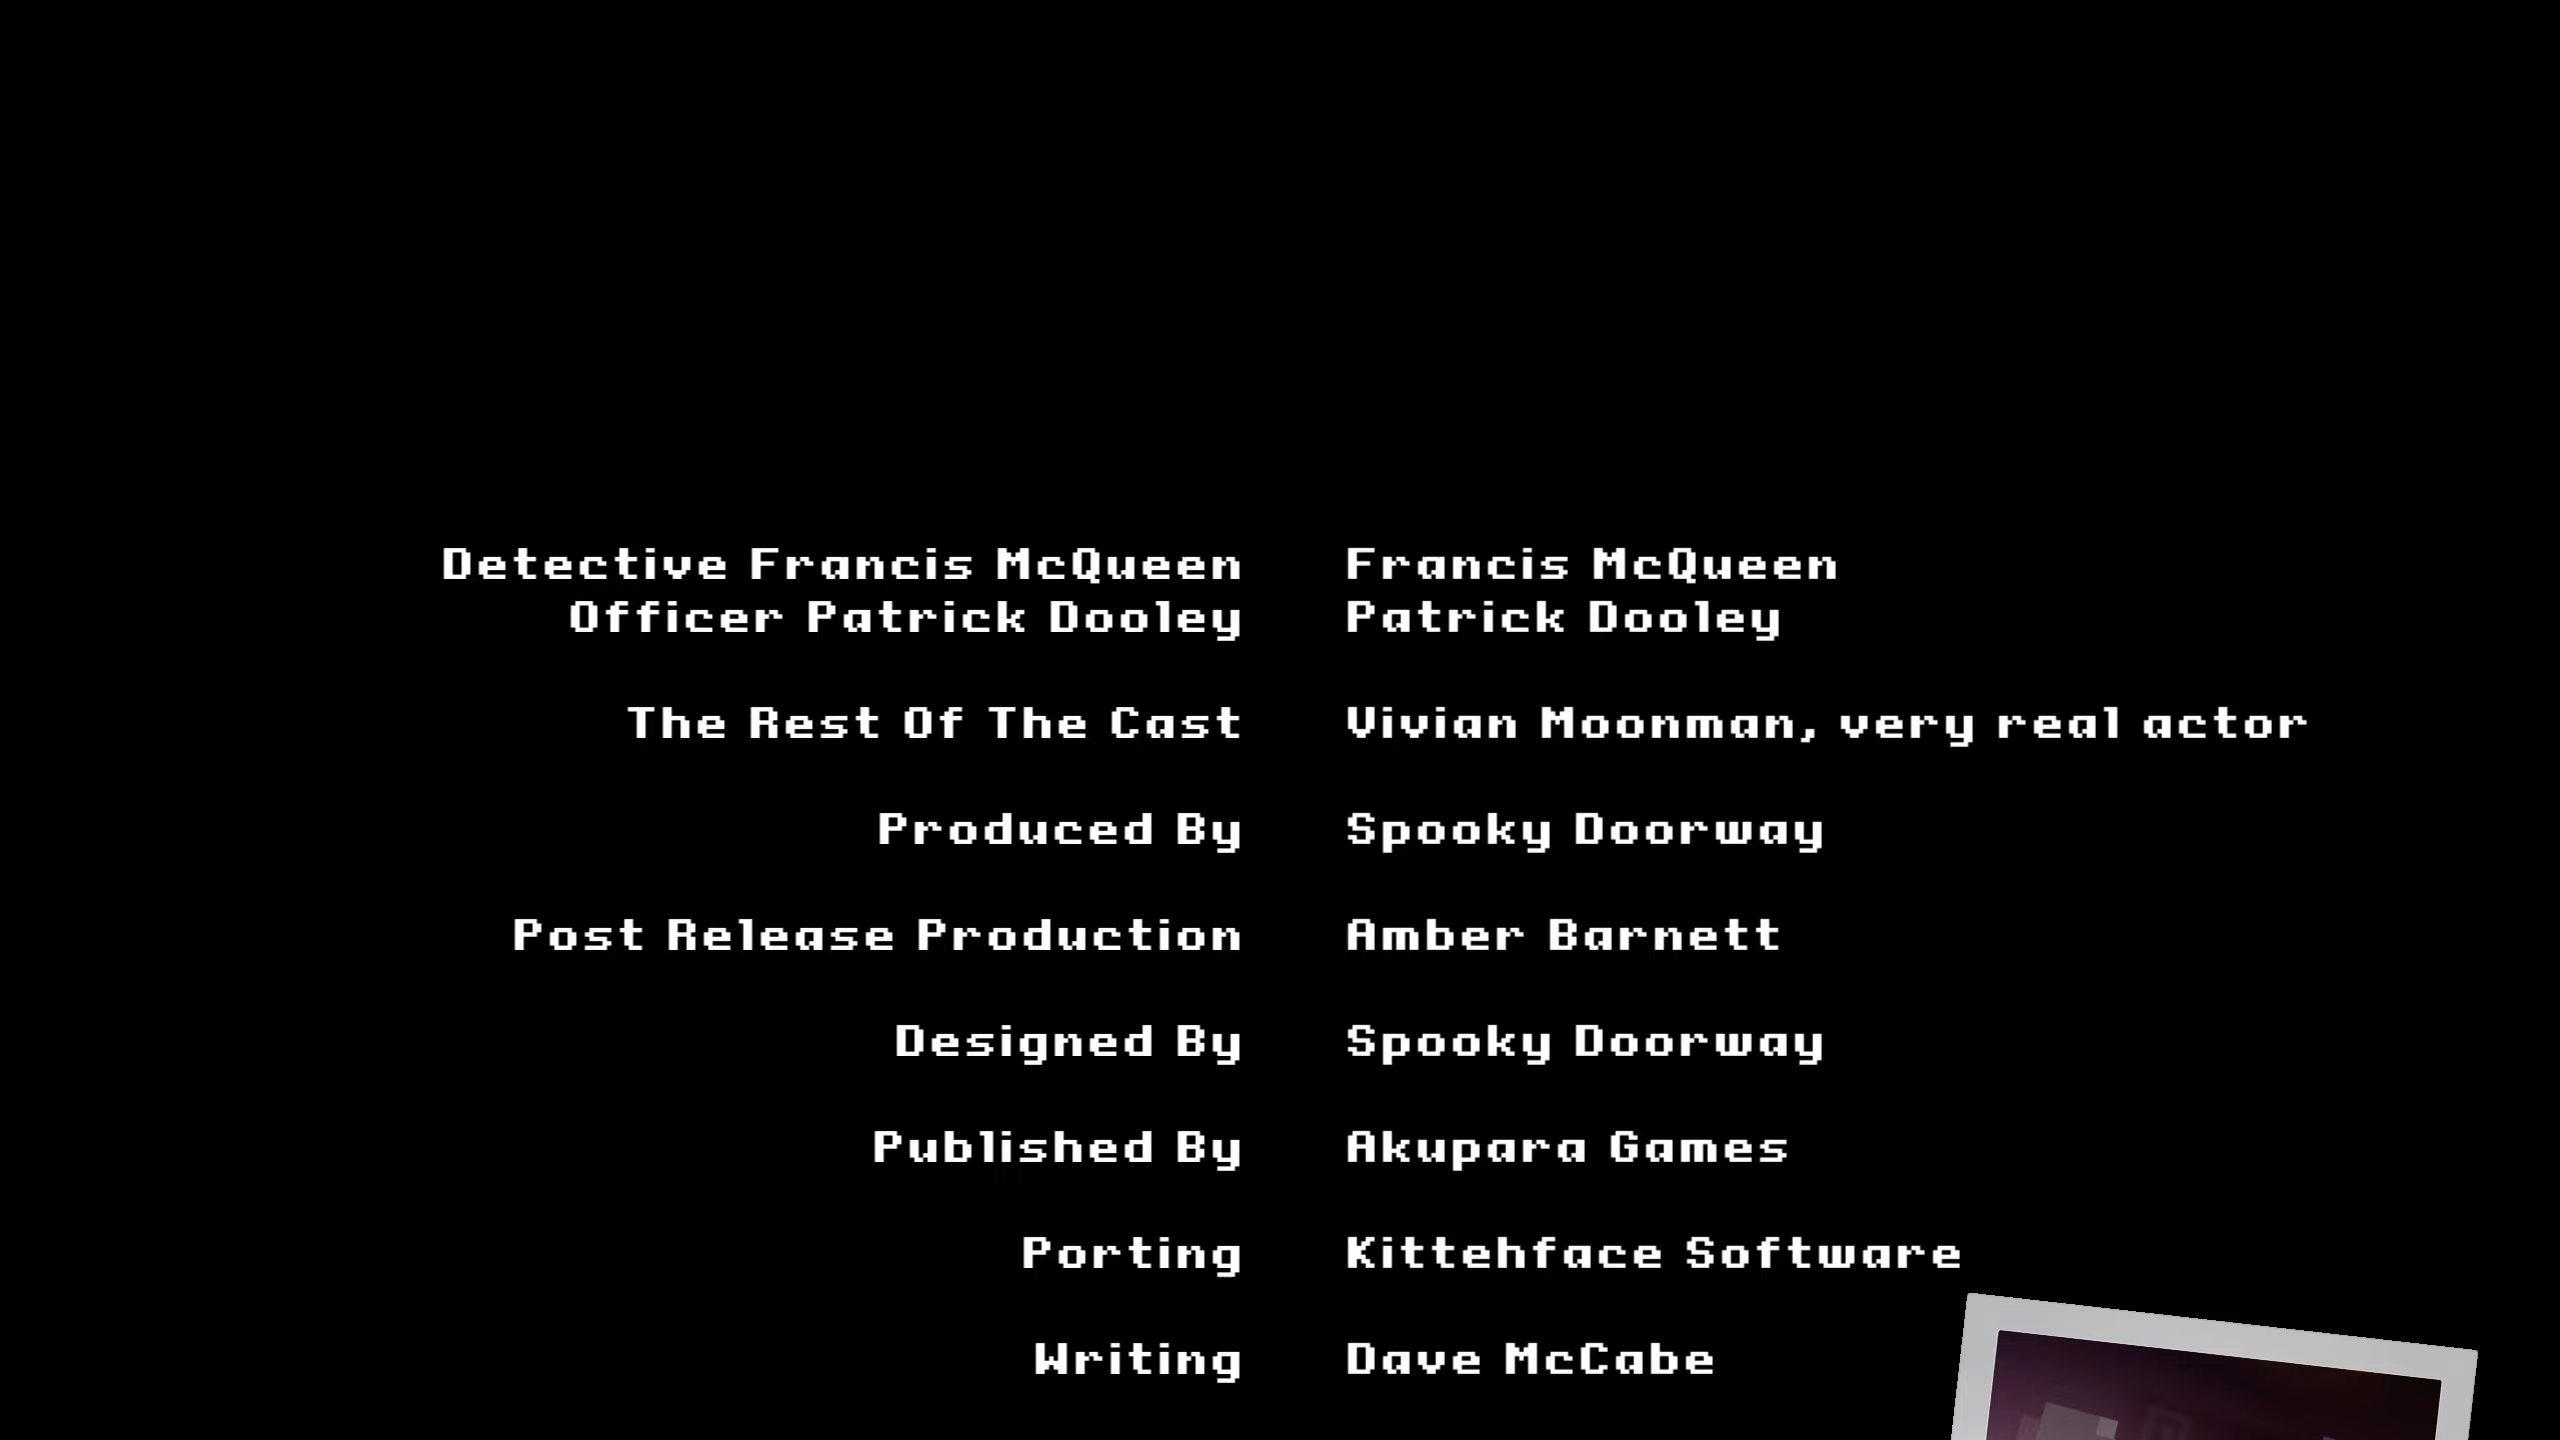 Detective Francis McQueen Francis McQueen
Officer Patrick Dooley Patrick Dooley
The Rest Of The Cast Vivian Moonman, very real actor
Produced By Spooky Doorway
Post Release Production Amber Barnett
Designed By Spooky Doorway
Published By Akupara Games
Porting Kittehface Software
Writing Dave McCabe